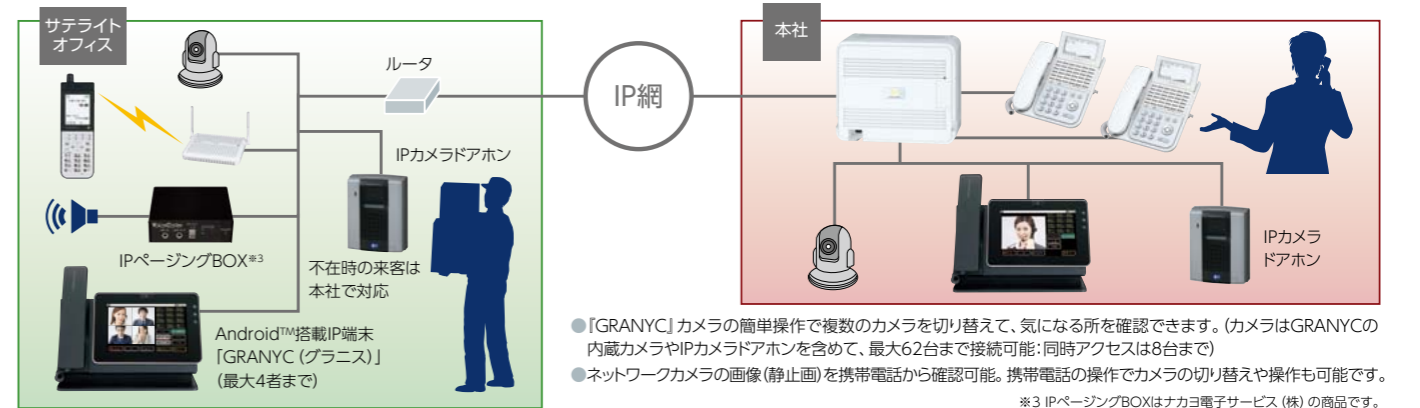 サテライト
オフィス
ルータ
IPカメラドアホン
IPページングBOX※3
不在時の来客は
本社で対応
Android™搭載IP端末
「GRANYC(グラニス)」
(最大4者まで)
IP網
本社
IPカメラ
ドアホン
●『GRANYC』カメラの簡単操作で複数のカメラを切り替えて、気になる所を確認できます。(カメラはGRANYCの
内蔵カメラやIPカメラドアホンを含めて、最大62台まで接続可能:同時アクセスは8台まで)
●ネットワークカメラの画像(静止画)を携帯電話から確認可能。携帯電話の操作でカメラの切り替えや操作も可能です。
※3 IPページングBOXはナカヨ電子サービス(株)の商品です。